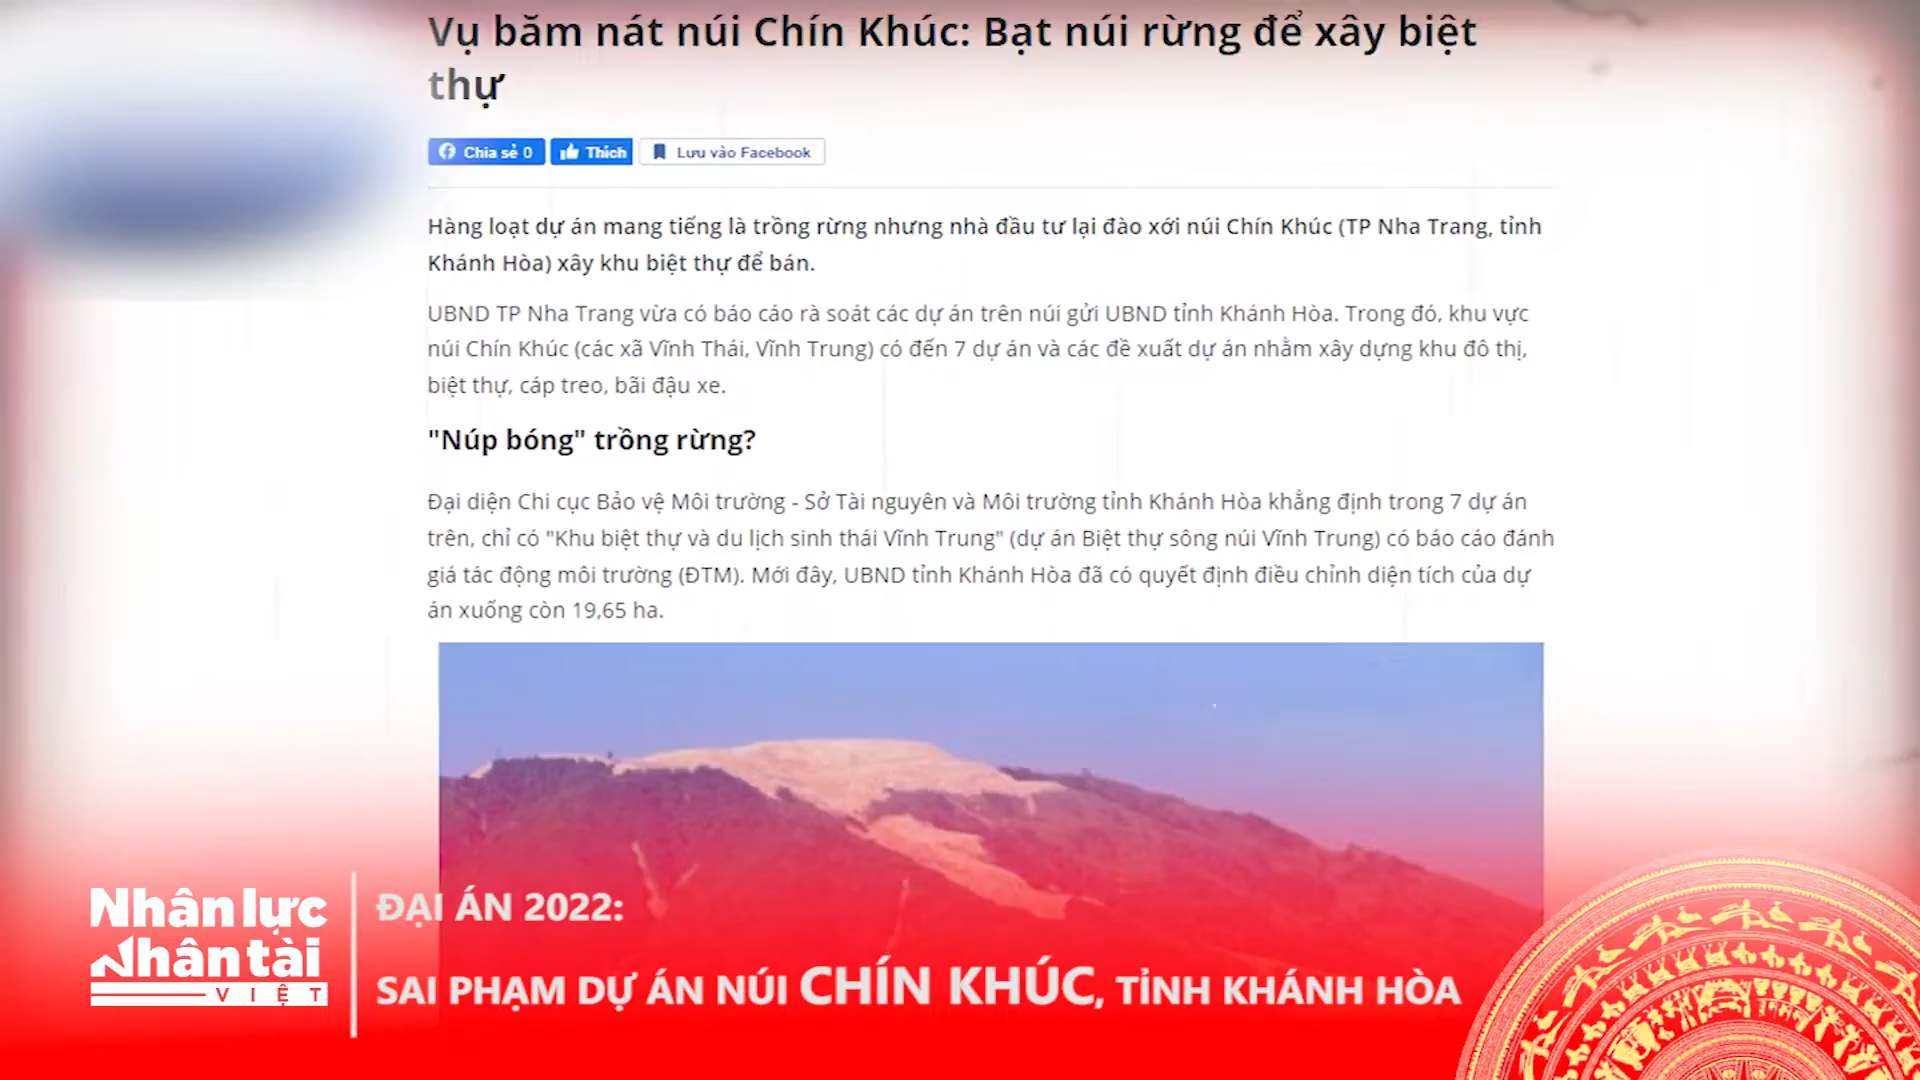 Vụ băm nát núi Chín Khúc: Bạt núi rừng để xây biệt
thự
Chia sẻ 0
Thích
Lưu vào Facebook
Hàng loạt dự án mang tiếng là trồng rừng nhưng nhà đầu tư lại đào xới núi Chín Khúc (TP Nha Trang, tỉnh
Khánh Hòa) xây khu biệt thự để bán.
UBND TP Nha Trang vừa có báo cáo rà soát các dự án trên núi gửi UBND tỉnh Khánh Hòa. Trong đó, khu vực
núi Chín Khúc (các xã Vĩnh Thái, Vĩnh Trung) có đến 7 dự án và các đề xuất dự án nhằm xây dựng khu đô thị,
biệt thự, cáp treo, bãi đậu xe.
"Núp bóng" trồng rừng?
Đại diện Chi cục Bảo vệ Môi trường - Sở Tài nguyên và Môi trường tỉnh Khánh Hòa khẳng định trong 7 dự án
trên, chỉ có "Khu biệt thự và du lịch sinh thái Vĩnh Trung" (dự án Biệt thự sông núi Vĩnh Trung) có báo cáo đánh
giá tác động môi trường (ĐTM). Mới đây, UBND tỉnh Khánh Hòa đã có quyết định điều chỉnh diện tích của dự
án xuống còn 19,65 ha.
Nhân lực
Nhân tài
VIỆT
ĐẠI ÁN 2022:
SAI PHẠM DỰ ÁN NÚI CHÍN KHÚC, TỈNH KHÁNH HÒA